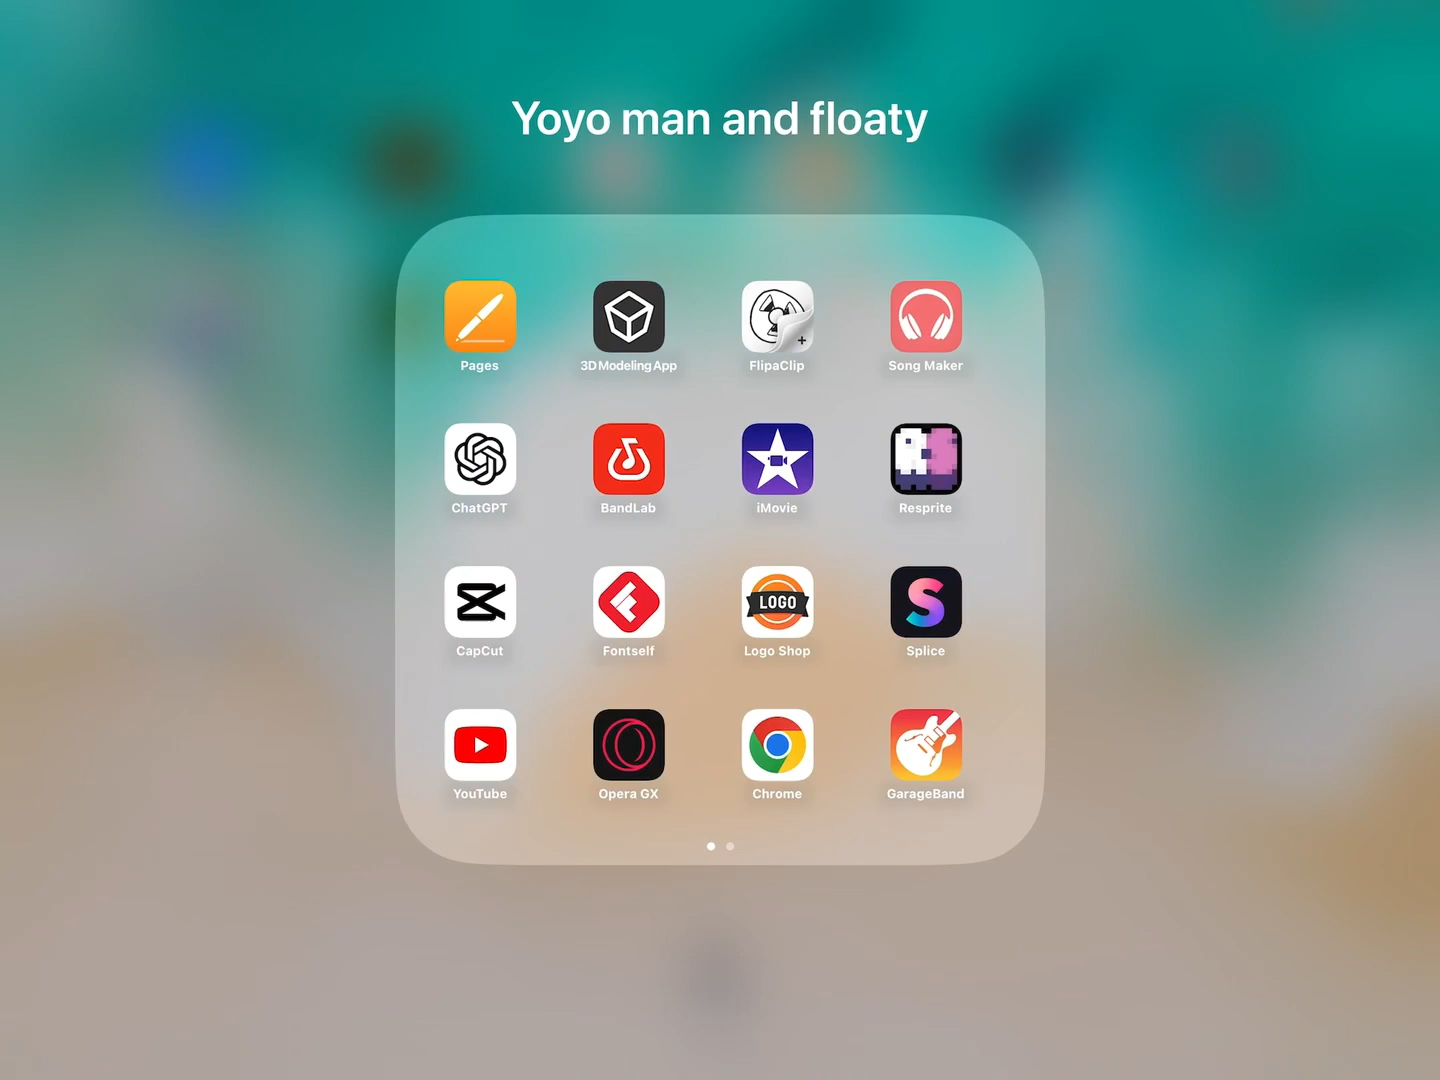 Yoyo man and floaty
Pages
3D Modeling App
FlipaClip
Song Maker
ChatGPT
BandLab
iMovie
Resprite
CapCut
Fontself
LOGO
Logo Shop
Splice
YouTube
Opera GX
Chrome
GarageBand